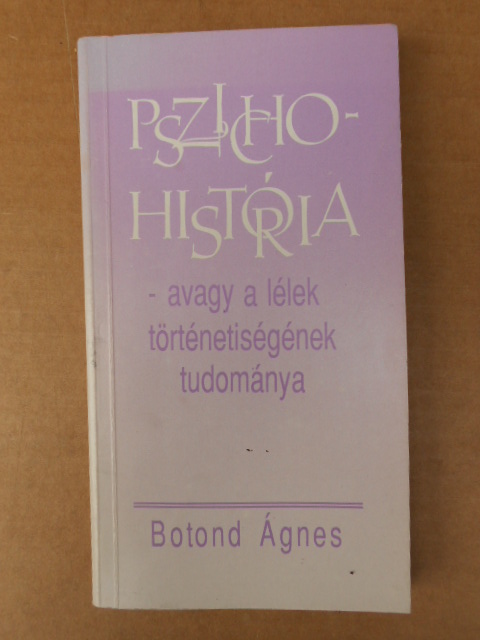 PSZICHO-
HISTÓRIA
- avagy a lélek
történetiségének
tudománya
Botond Ágnes